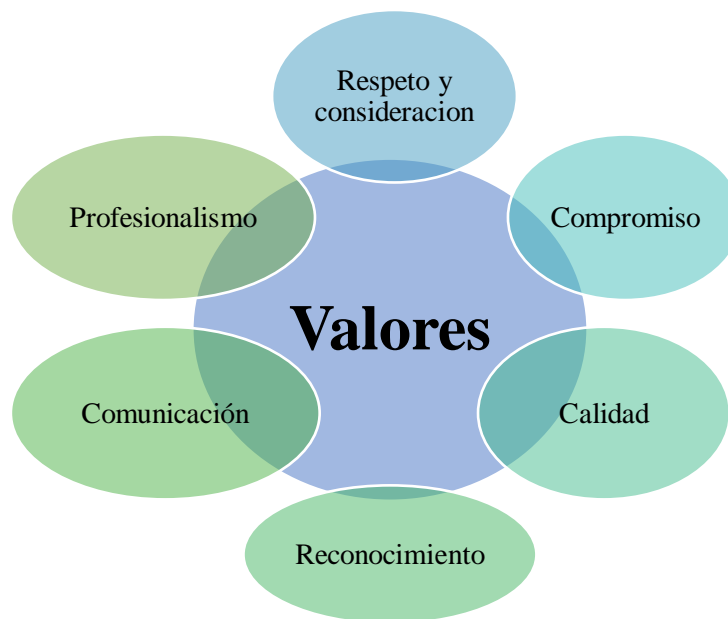 Respeto y
consideracion
Profesionalismo
Compromiso
Valores
Comunicación
Calidad
Reconocimiento